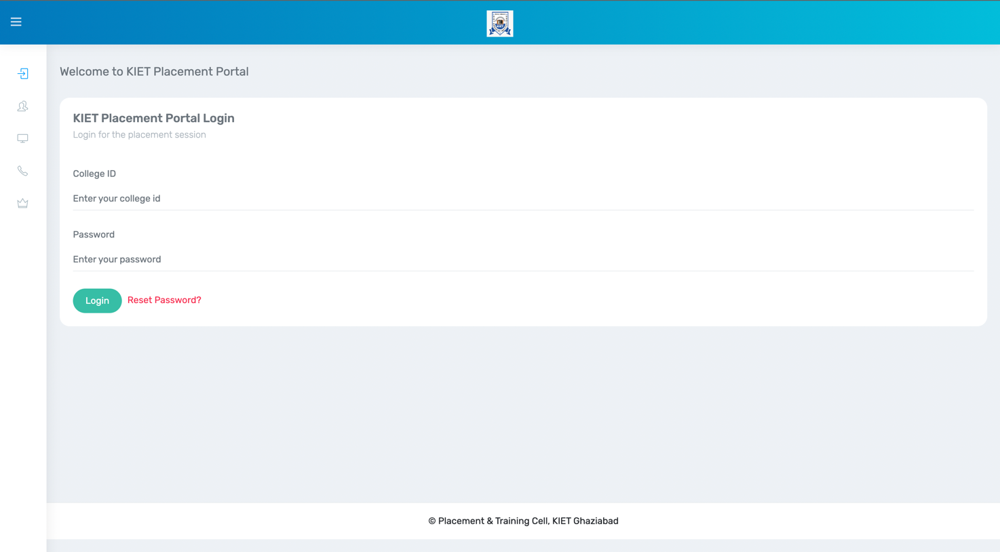 Welcome to KIET Placement Portal
KIET Placement Portal Login
Login for the placement session
College ID
Enter your college id
Password
Enter your password
Login Reset Password?
© Placement & Training Cell, KIET Ghaziabad